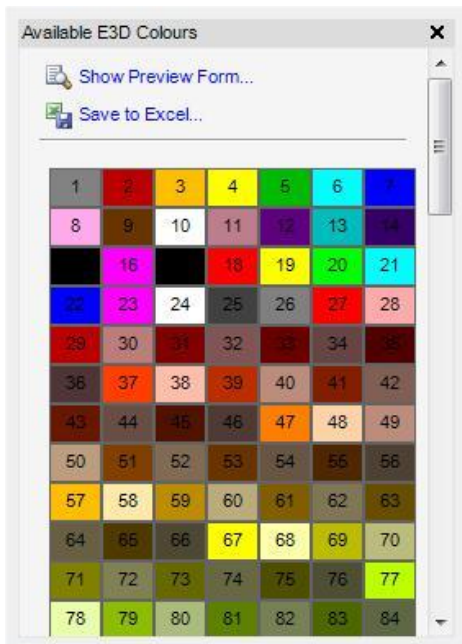 Available E3D Colours
Show Preview Form...
Save to Excel...
1 2 3 4 5 6 7
8 9 10 11 12 13 14
16 18 19 20 21
22 23 24 25 26 27 28
29 30 31 32 33 34 35
36 37 38 39 40 41 42
43 44 45 46 47 48 49
50 51 52 53 54 55 56
57 58 59 60 61 62 63
64 65 66 67 68 69 70
71 72 73 74 75 76 77
78 79 80 81 82 83 84